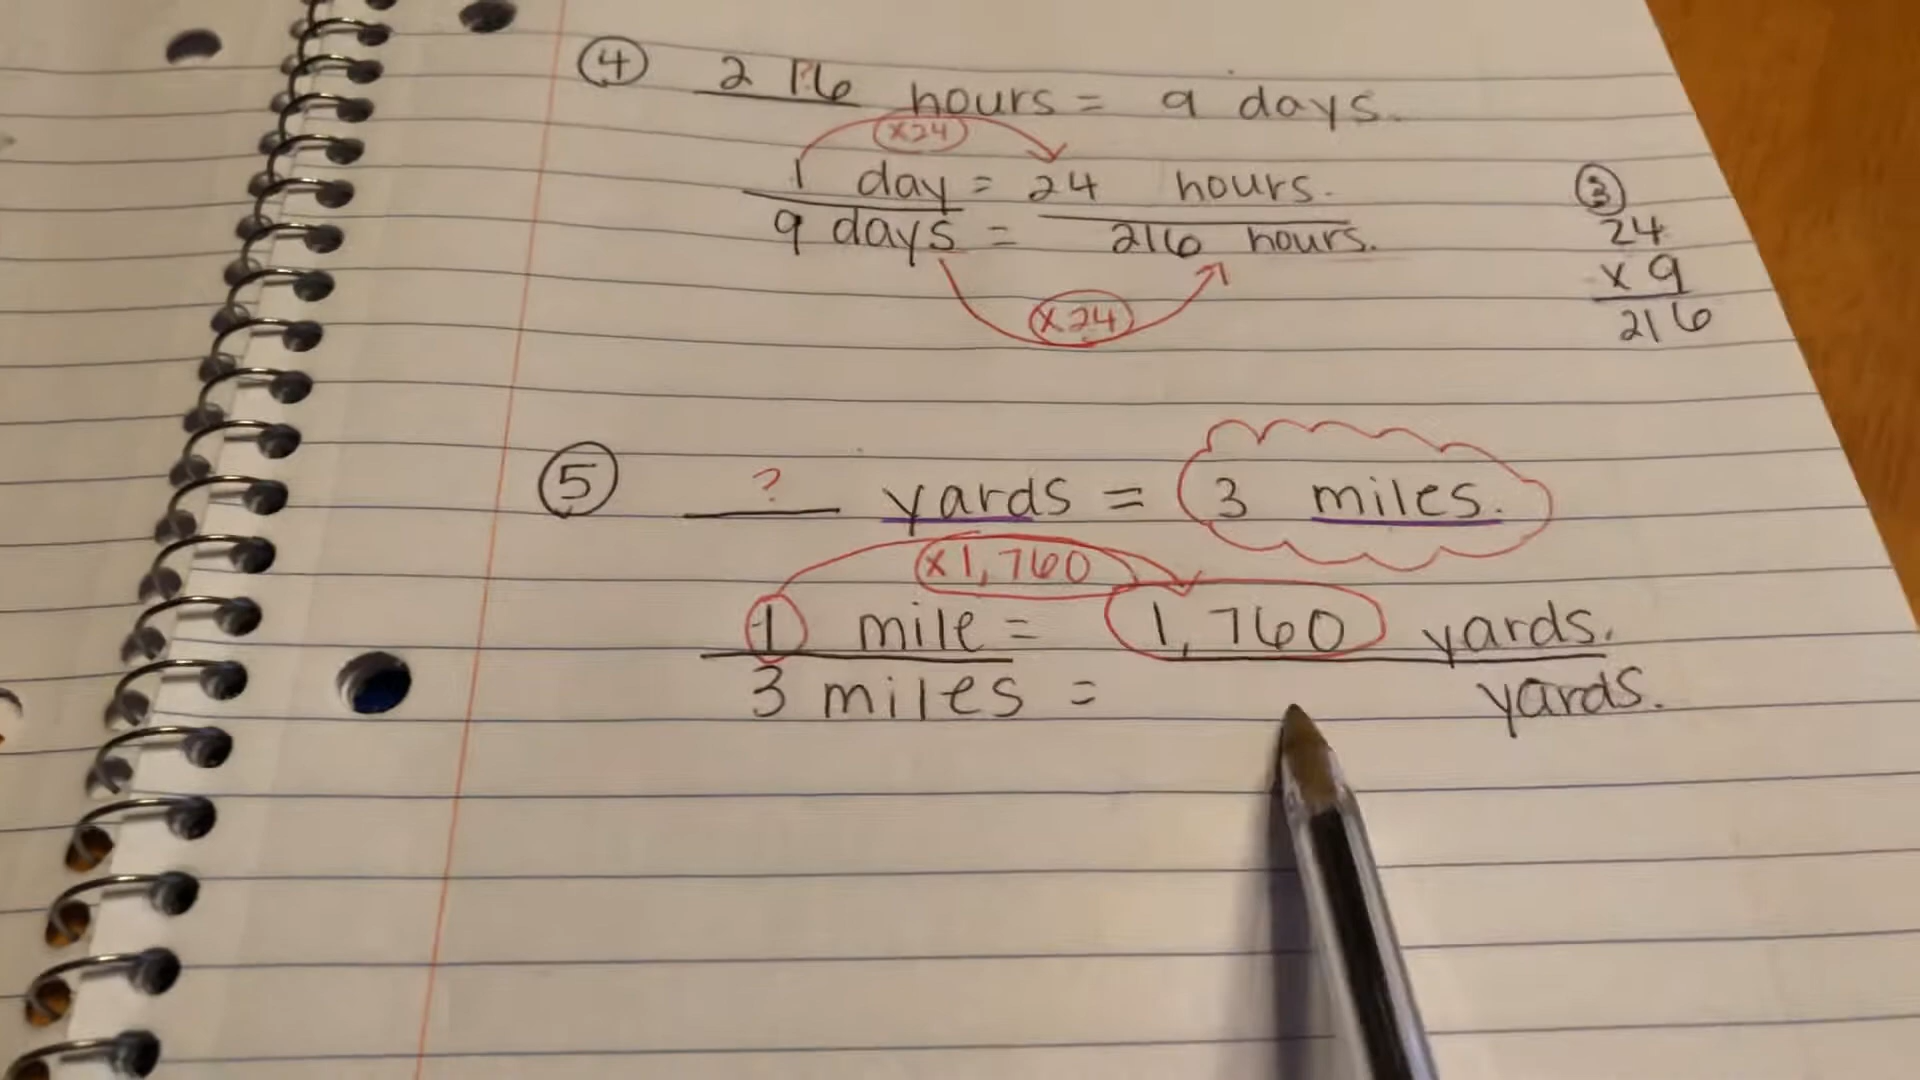 ④ 216 hours = 9 days.
x24
1 day = 24 hours.
9 days = 216 hours.
x24
③
24
x 9
216
⑤ ? yards = 3 miles.
x1,760
1 mile = 1,760 yards.
3 miles = yards.